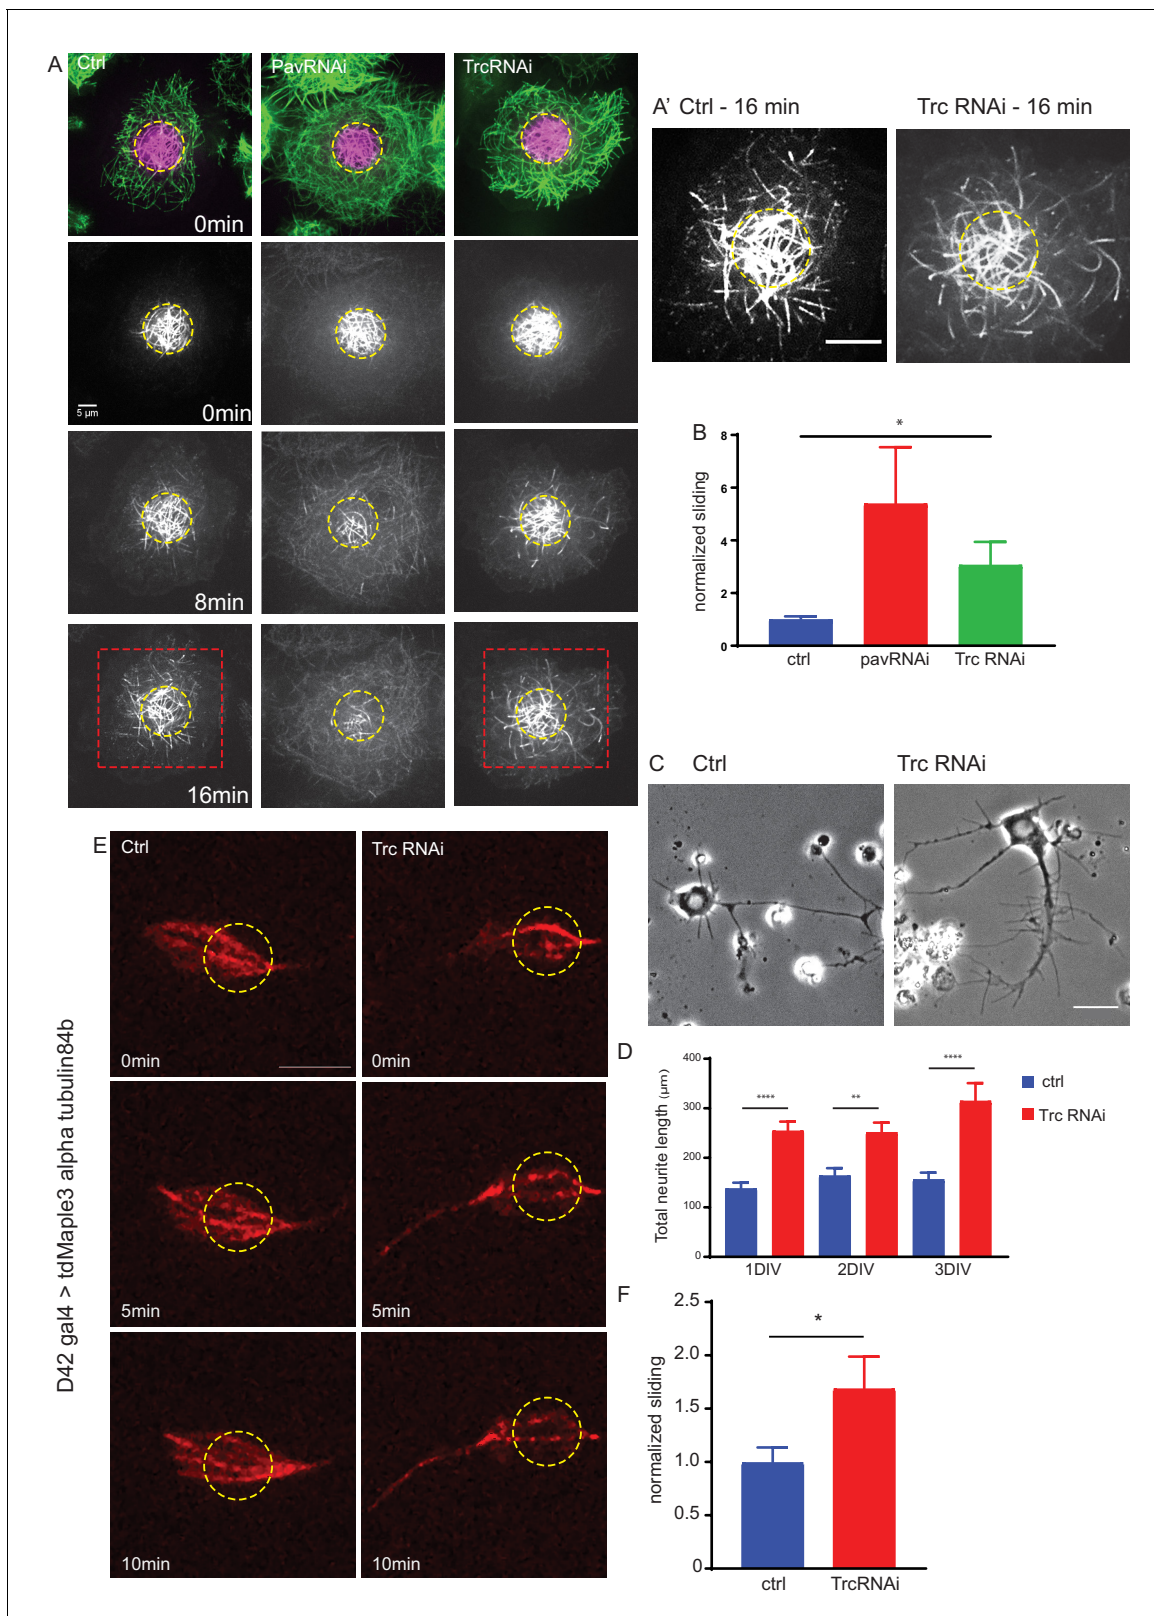 A
Ctrl
PavRNAi
TrcRNAi
0min
5 µm
0min
8min
16min
A' Ctrl - 16 min
Trc RNAi - 16 min
B
*
normalized sliding
8
6
4
2
0
ctrl
pavRNAi
Trc RNAi
C
Ctrl
Trc RNAi
D
Total neurite length (µm)
400
300
200
100
0
****
**
****
1DIV
2DIV
3DIV
ctrl
Trc RNAi
E
D42 gal4 > tdMaple3 alpha tubulin84b
Ctrl
Trc RNAi
0min
0min
5min
5min
10min
10min
F
*
normalized sliding
2.5
2.0
1.5
1.0
0.5
0
ctrl
TrcRNAi